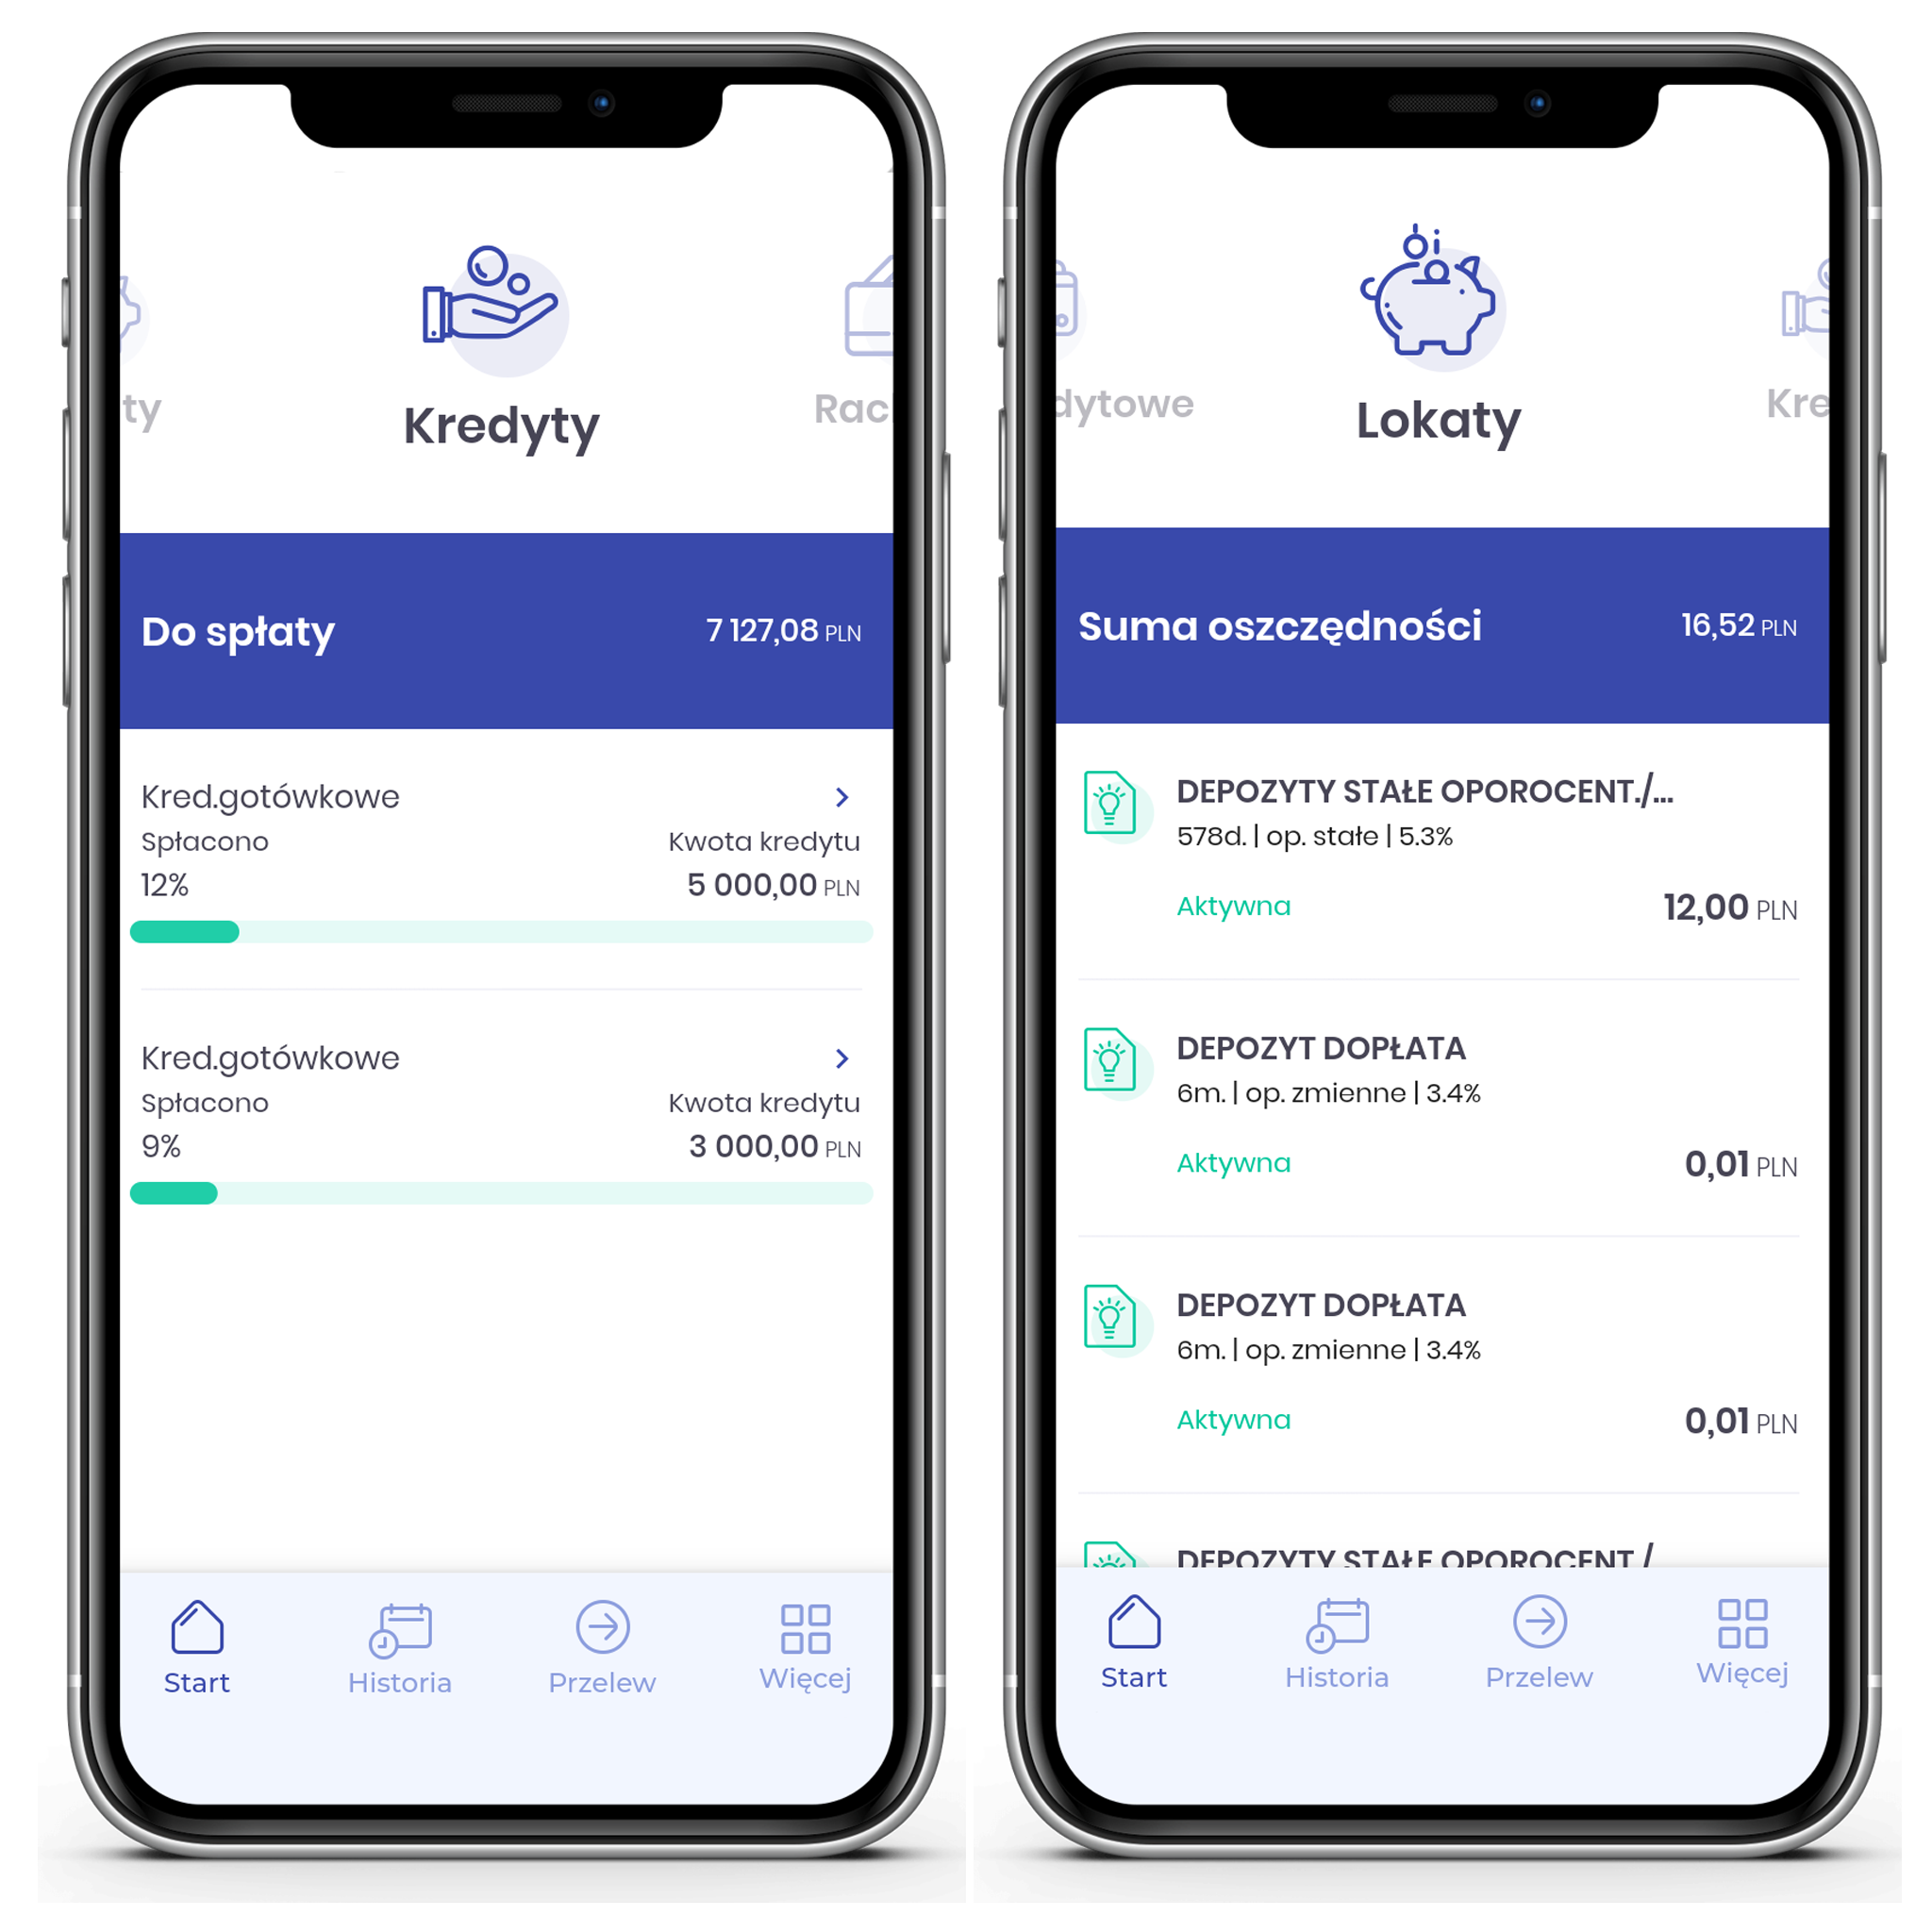 ty
Kredyty
Rac
Do spłaty
7 127,08 PLN
Kred.gotówkowe
Spłacono
Kwota kredytu
12%
5 000,00 PLN
Kred.gotówkowe
Spłacono
Kwota kredytu
9%
3 000,00 PLN
Start
Historia
Przelew
Więcej
dytowe
Lokaty
Kre
Suma oszczędności
16,52 PLN
DEPOZYTY STAŁE OPOROCENT./...
578d. | op. stałe | 5.3%
Aktywna
12,00 PLN
DEPOZYT DOPŁATA
6m. | op. zmienne | 3.4%
Aktywna
0,01 PLN
DEPOZYT DOPŁATA
6m. | op. zmienne | 3.4%
Aktywna
0,01 PLN
DEPOZYTY STAŁE OPOROCENT /
Start
Historia
Przelew
Więcej